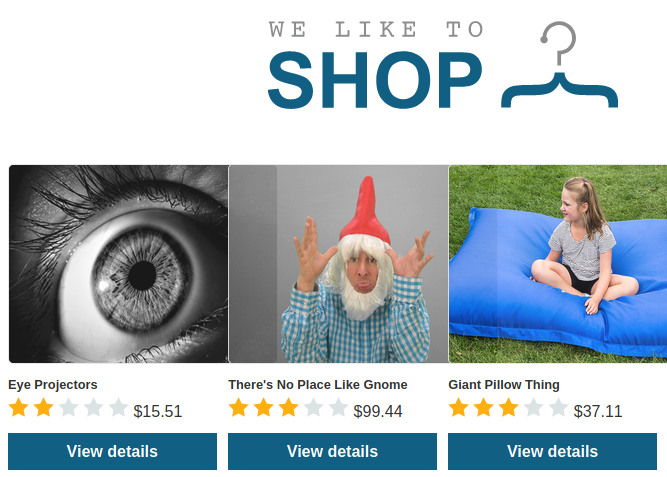 WE LIKE TO
SHOP
Eye Projectors
$15.51
View details
There's No Place Like Gnome
$99.44
View details
Giant Pillow Thing
$37.11
View details